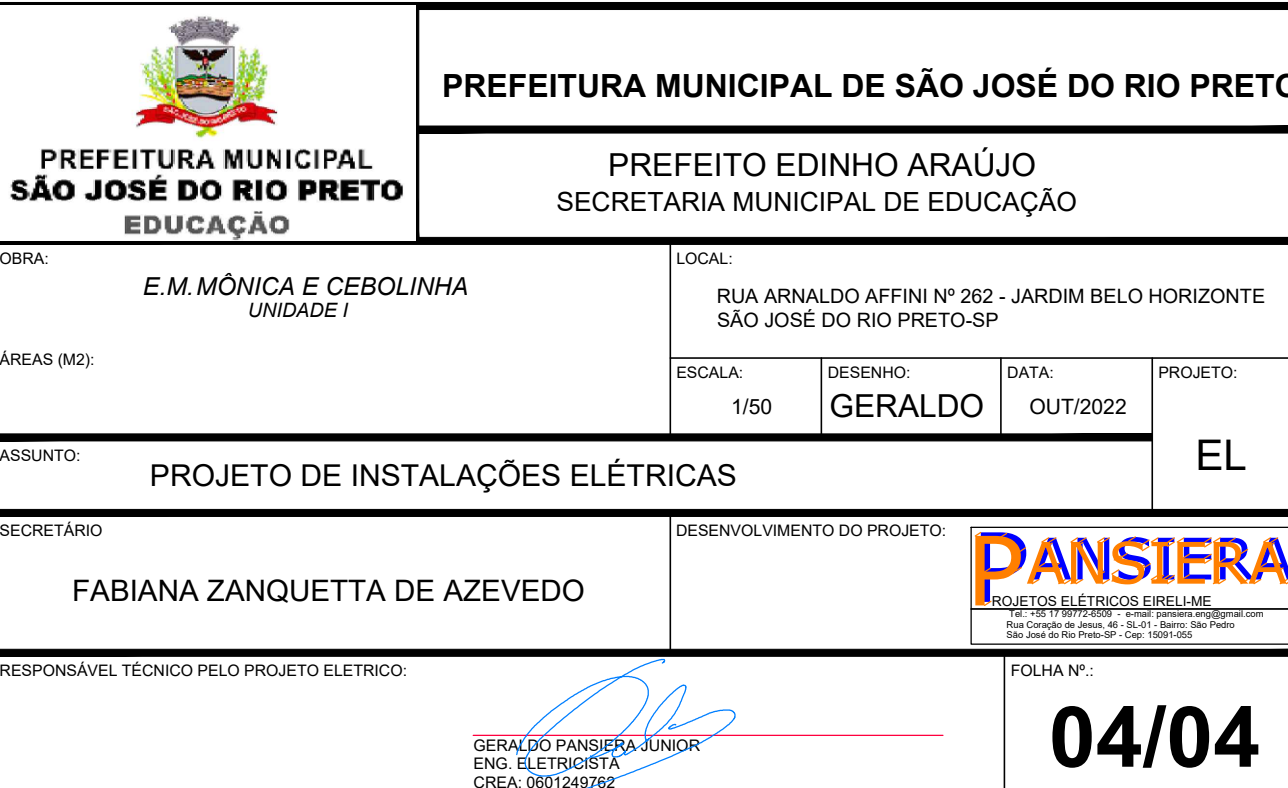 PREFEITURA MUNICIPAL
SÃO JOSÉ DO RIO PRETO
EDUCAÇÃO
PREFEITURA MUNICIPAL DE SÃO JOSÉ DO RIO PRETO
PREFEITO EDINHO ARAÚJO
SECRETARIA MUNICIPAL DE EDUCAÇÃO
OBRA:
E.M. MÔNICA E CEBOLINHA
UNIDADE I
ÁREAS (M2):
LOCAL:
RUA ARNALDO AFFINI Nº 262 - JARDIM BELO HORIZONTE
SÃO JOSÉ DO RIO PRETO-SP
ESCALA:
1/50
DESENHO:
GERALDO
DATA:
OUT/2022
PROJETO:
EL
ASSUNTO:
PROJETO DE INSTALAÇÕES ELÉTRICAS
SECRETÁRIO
FABIANA ZANQUETTA DE AZEVEDO
DESENVOLVIMENTO DO PROJETO:
PANSIERA
PROJETOS ELÉTRICOS EIRELI-ME
Tel.: +55 17 99772-6509 - e-mail: pansiera.eng@gmail.com
Rua Coração de Jesus, 46 - SL-01 - Bairro: São Pedro
São José do Rio Preto-SP - Cep: 15091-055
RESPONSÁVEL TÉCNICO PELO PROJETO ELETRICO:
GERALDO PANSIERA JUNIOR
ENG. ELETRICISTA
CREA: 0601249762
FOLHA Nº.:
04/04